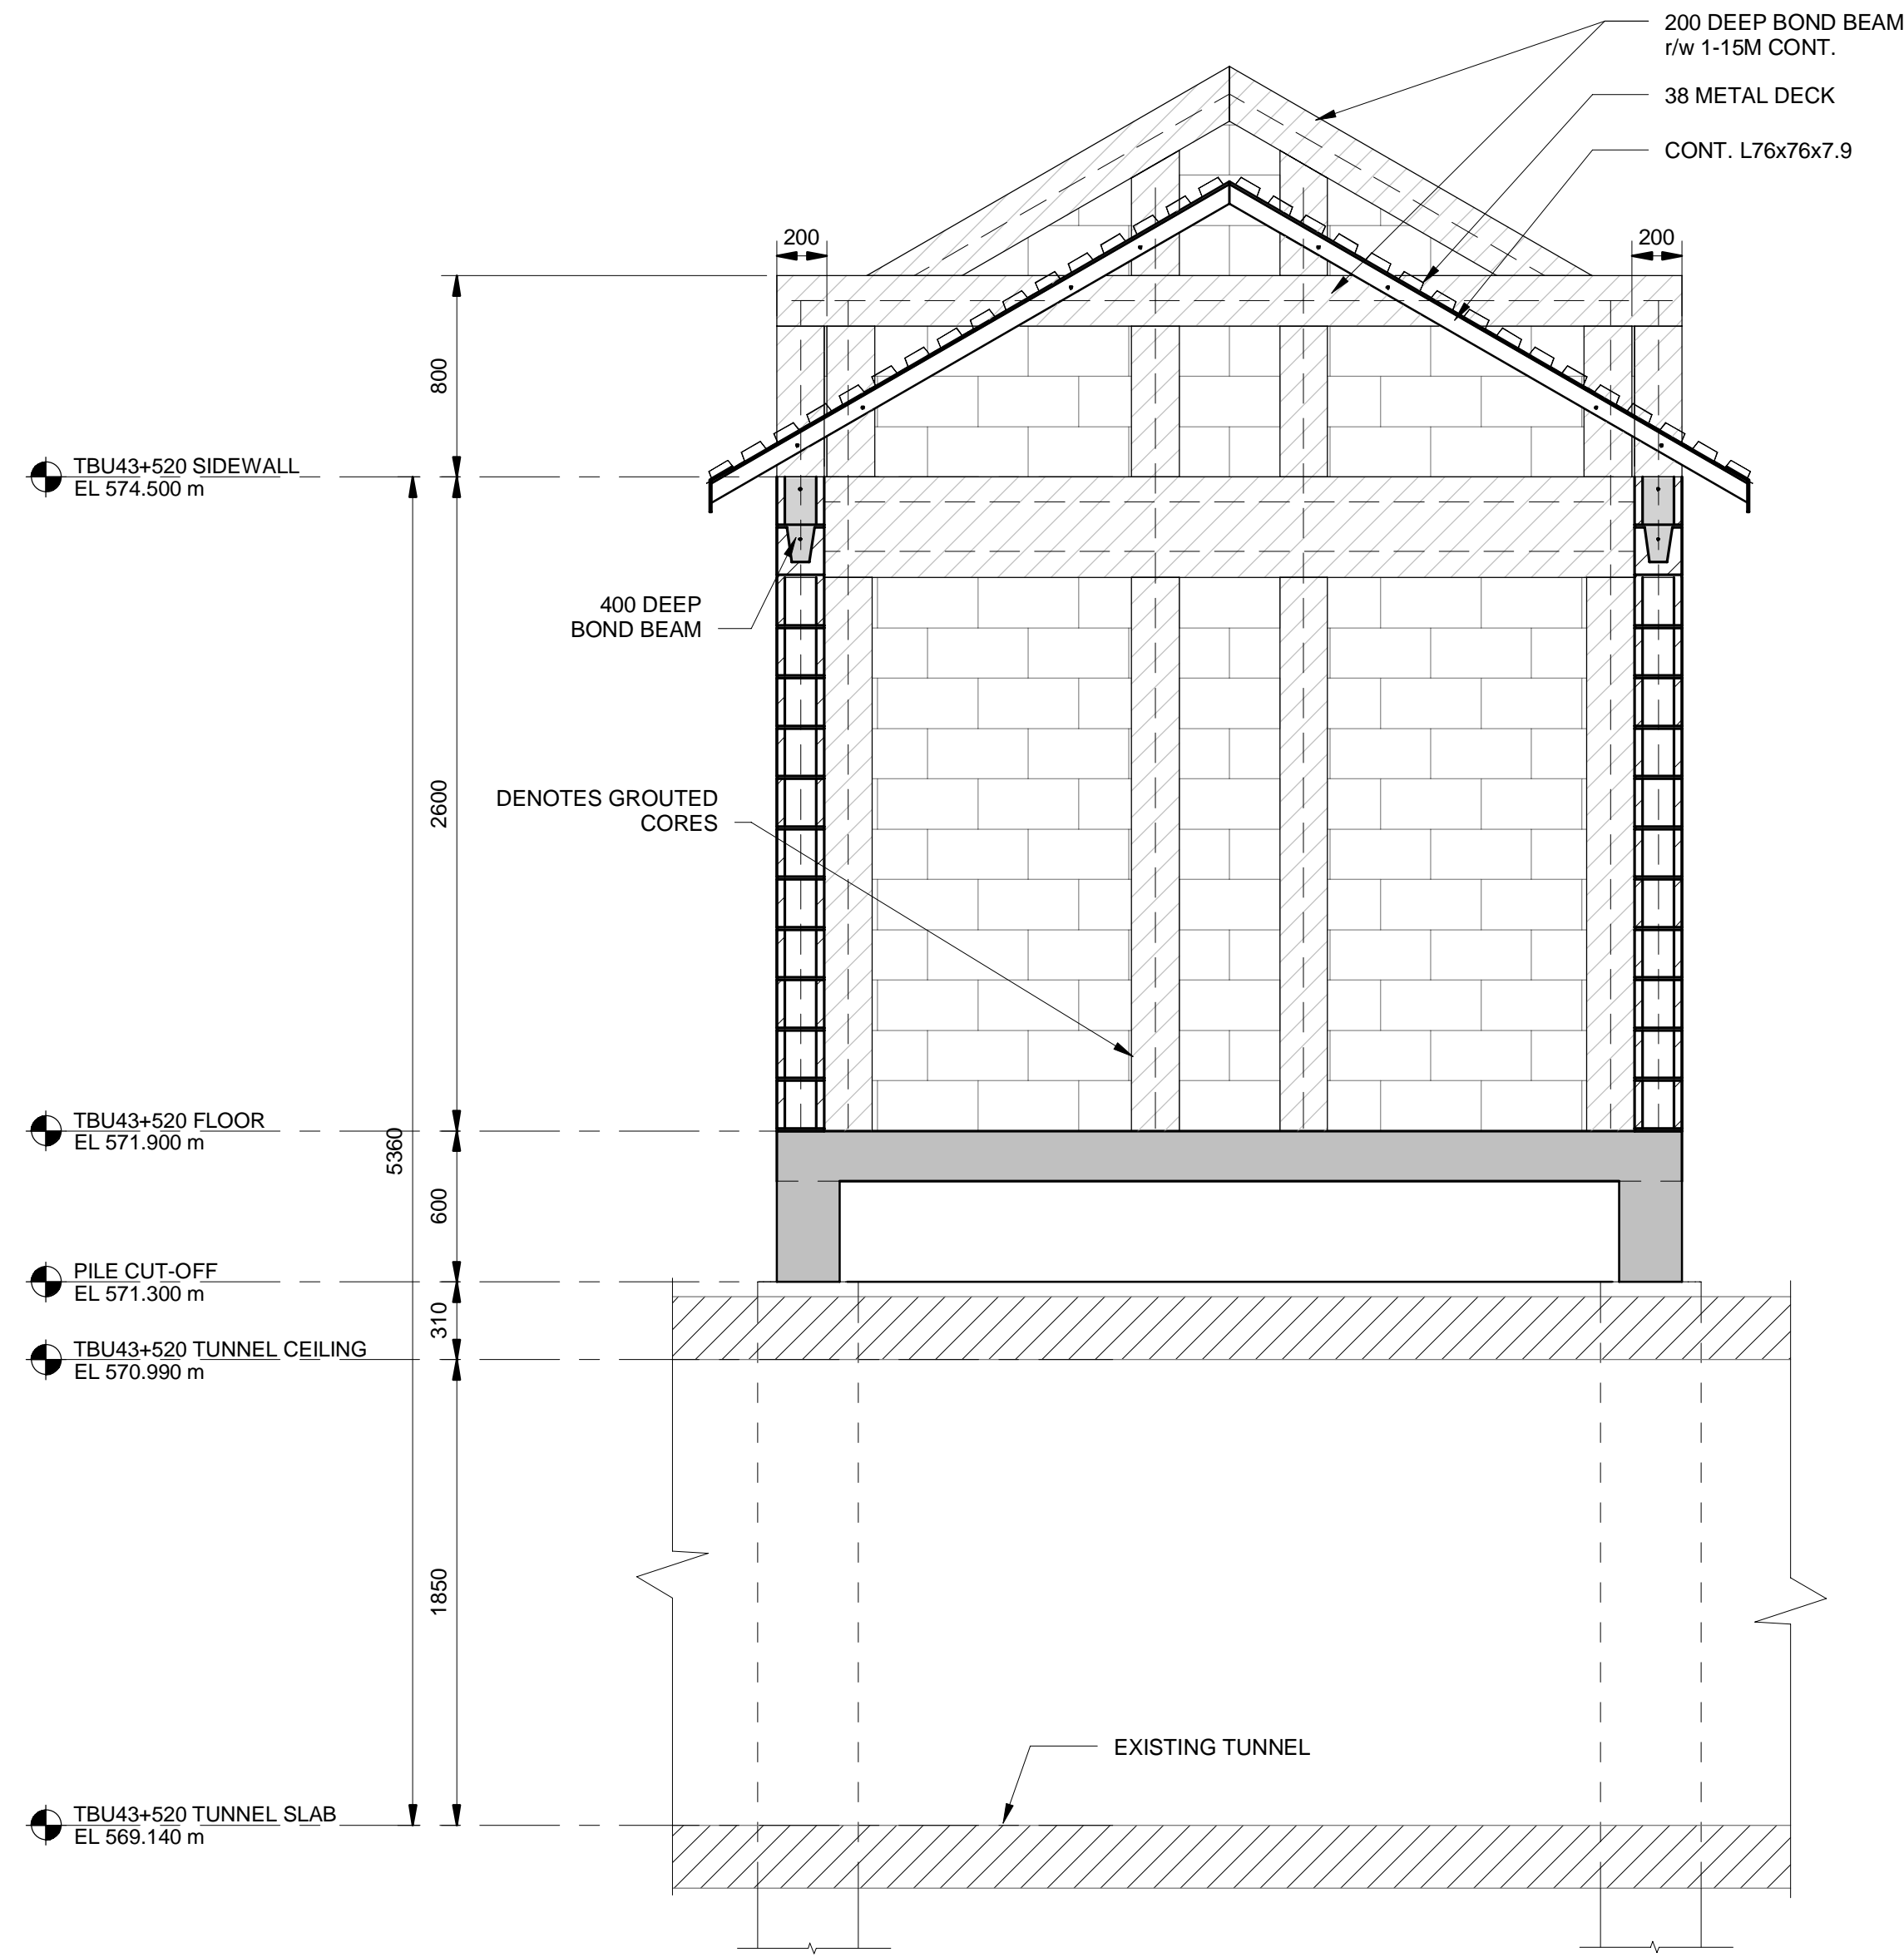 200 DEEP BOND BEAM
r/w 1-15M CONT.
38 METAL DECK
CONT. L76x76x7.9
200
200
800
TBU43+520 SIDEWALL
EL 574.500 m
400 DEEP
BOND BEAM
2600
DENOTES GROUTED
CORES
TBU43+520 FLOOR
EL 571.900 m
5360
600
PILE CUT-OFF
EL 571.300 m
310
TBU43+520 TUNNEL CEILING
EL 570.990 m
1850
EXISTING TUNNEL
TBU43+520 TUNNEL SLAB
EL 569.140 m